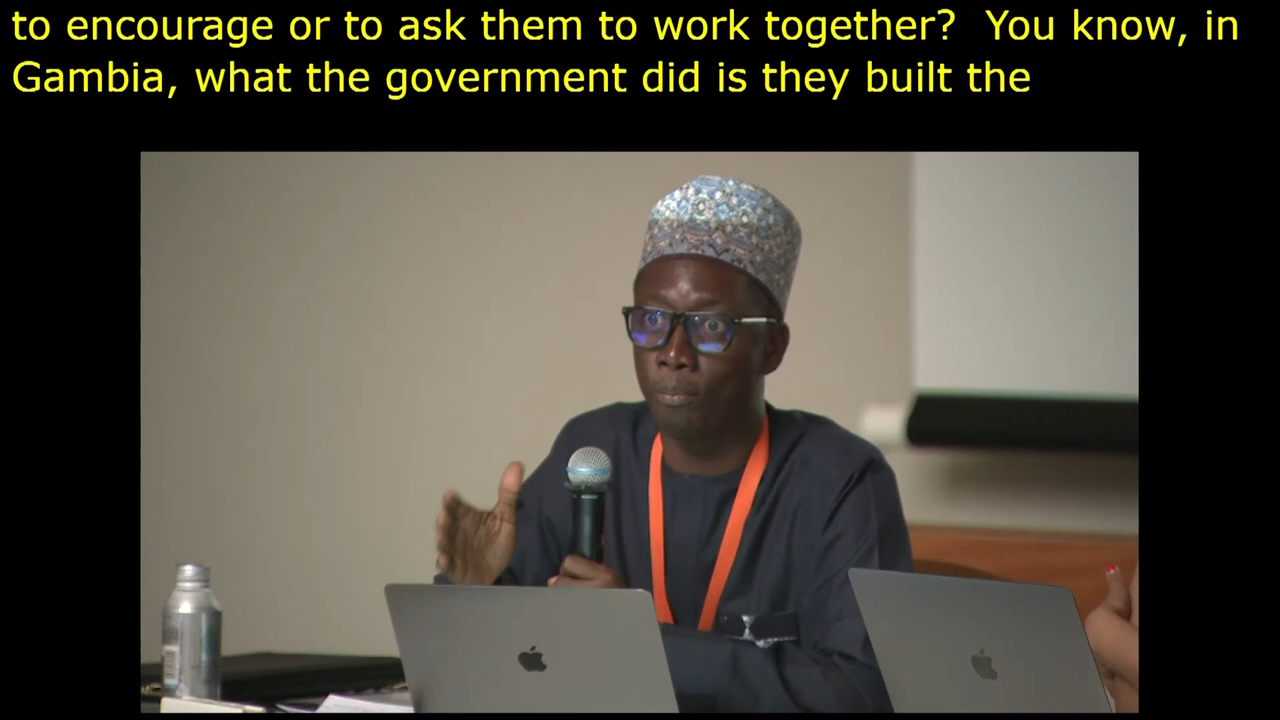 to encourage or to ask them to work together?  You know, in
Gambia, what the government did is they built the